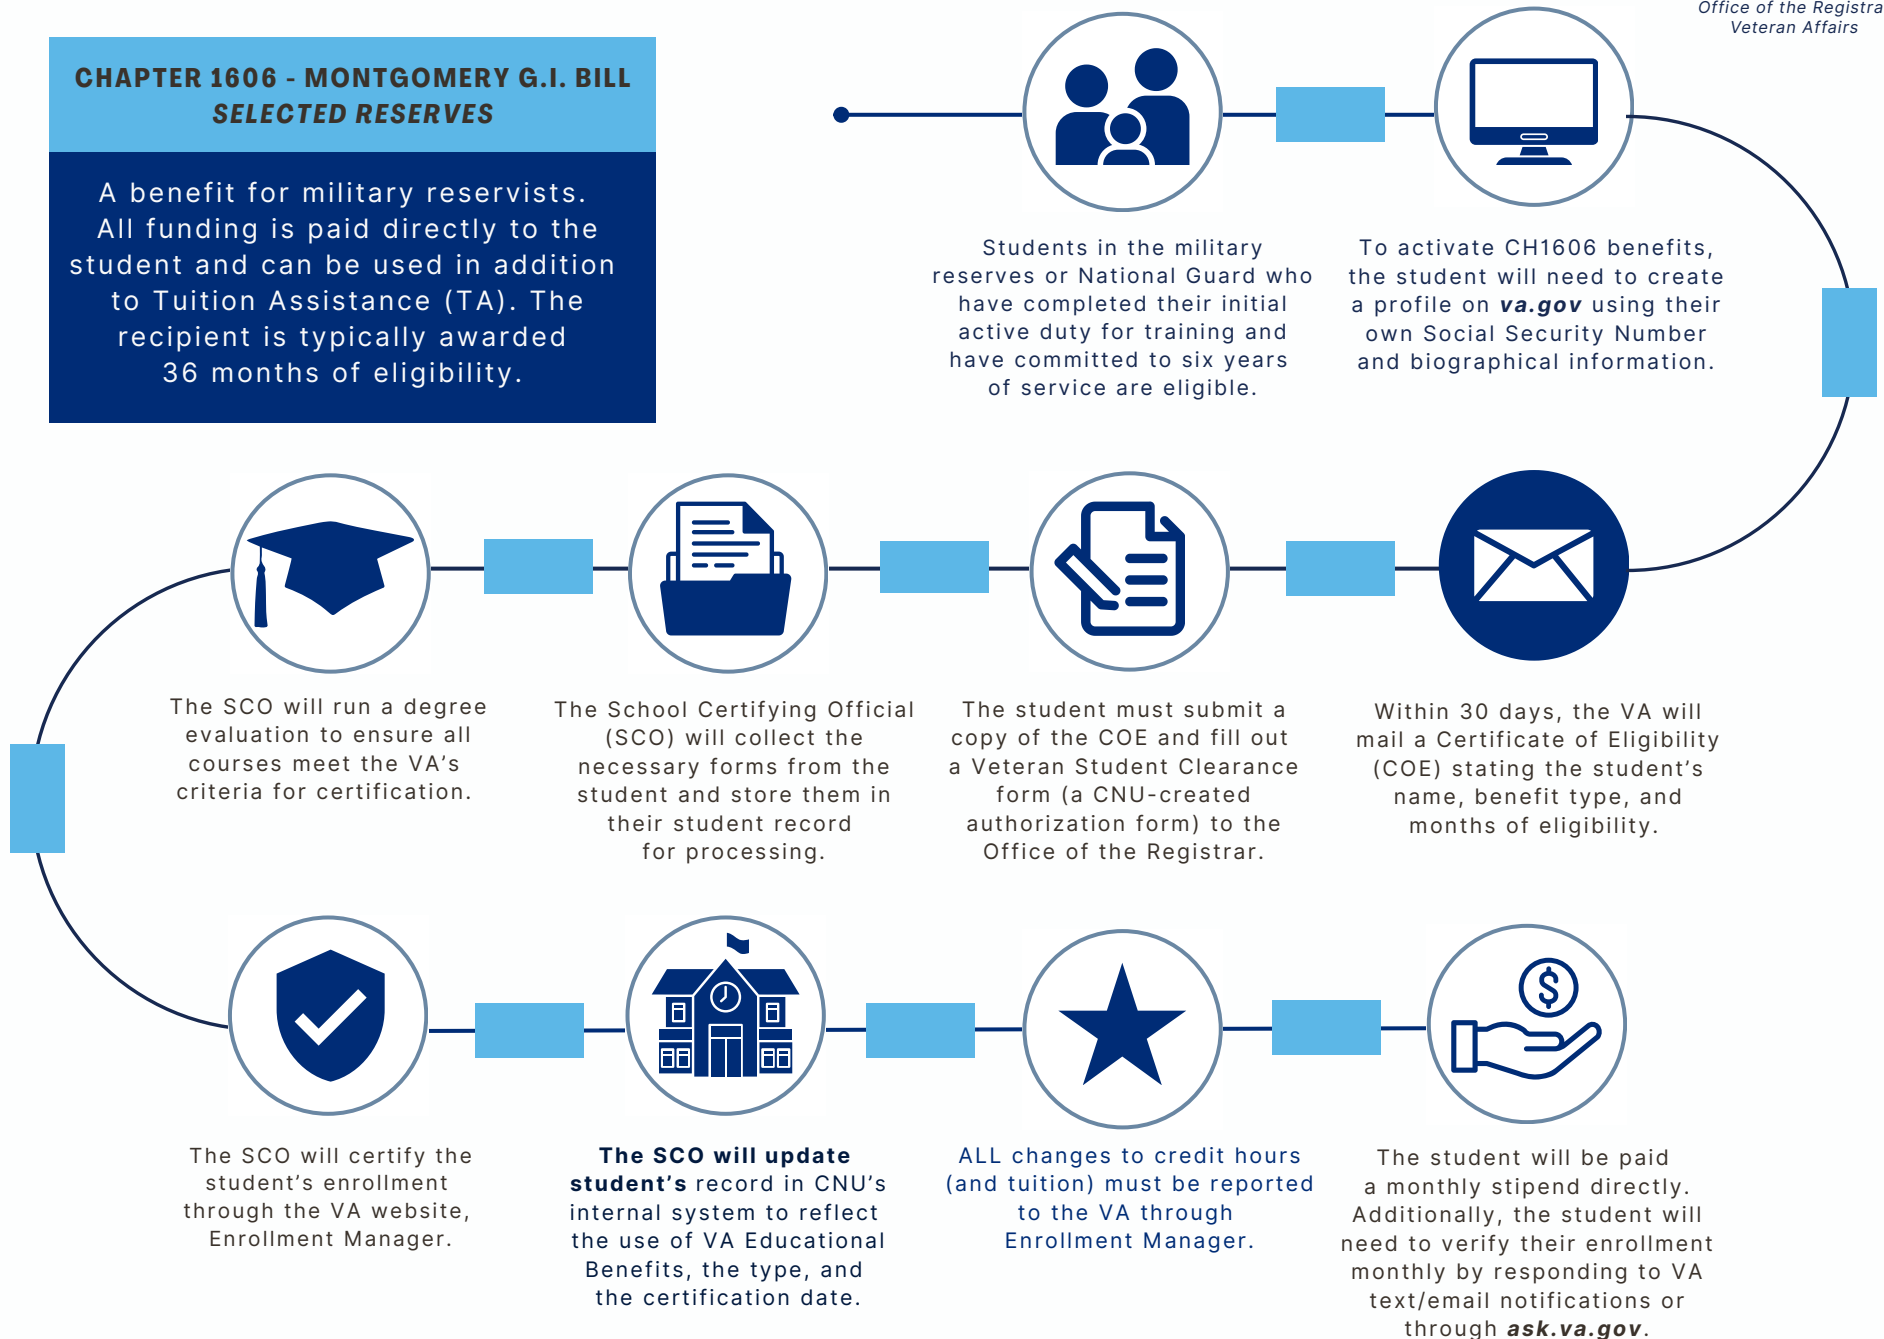 Office of the Registra
Veteran Affairs
CHAPTER 1606 - MONTGOMERY G.I. BILL
SELECTED RESERVES
A benefit for military reservists.
All funding is paid directly to the
student and can be used in addition
to Tuition Assistance (TA). The
recipient is typically awarded
36 months of eligibility.
Students in the military
reserves or National Guard who
have completed their initial
active duty for training and
have committed to six years
of service are eligible.
To activate CH1606 benefits,
the student will need to create
a profile on va.gov using their
own Social Security Number
and biographical information.
Within 30 days, the VA will
mail a Certificate of Eligibility
(COE) stating the student’s
name, benefit type, and
months of eligibility.
The student must submit a
copy of the COE and fill out
a Veteran Student Clearance
form (a CNU-created
authorization form) to the
Office of the Registrar.
The School Certifying Official
(SCO) will collect the
necessary forms from the
student and store them in
their student record
for processing.
The SCO will run a degree
evaluation to ensure all
courses meet the VA’s
criteria for certification.
The SCO will certify the
student’s enrollment
through the VA website,
Enrollment Manager.
The SCO will update
student’s record in CNU’s
internal system to reflect
the use of VA Educational
Benefits, the type, and
the certification date.
ALL changes to credit hours
(and tuition) must be reported
to the VA through
Enrollment Manager.
$
The student will be paid
a monthly stipend directly.
Additionally, the student will
need to verify their enrollment
monthly by responding to VA
text/email notifications or
through ask.va.gov.